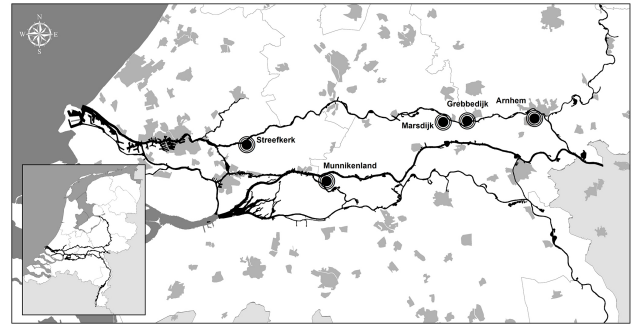 N
W E
S
Grebbedijk
Arnhem
Marsdijk
Streefkerk
Munnikenland